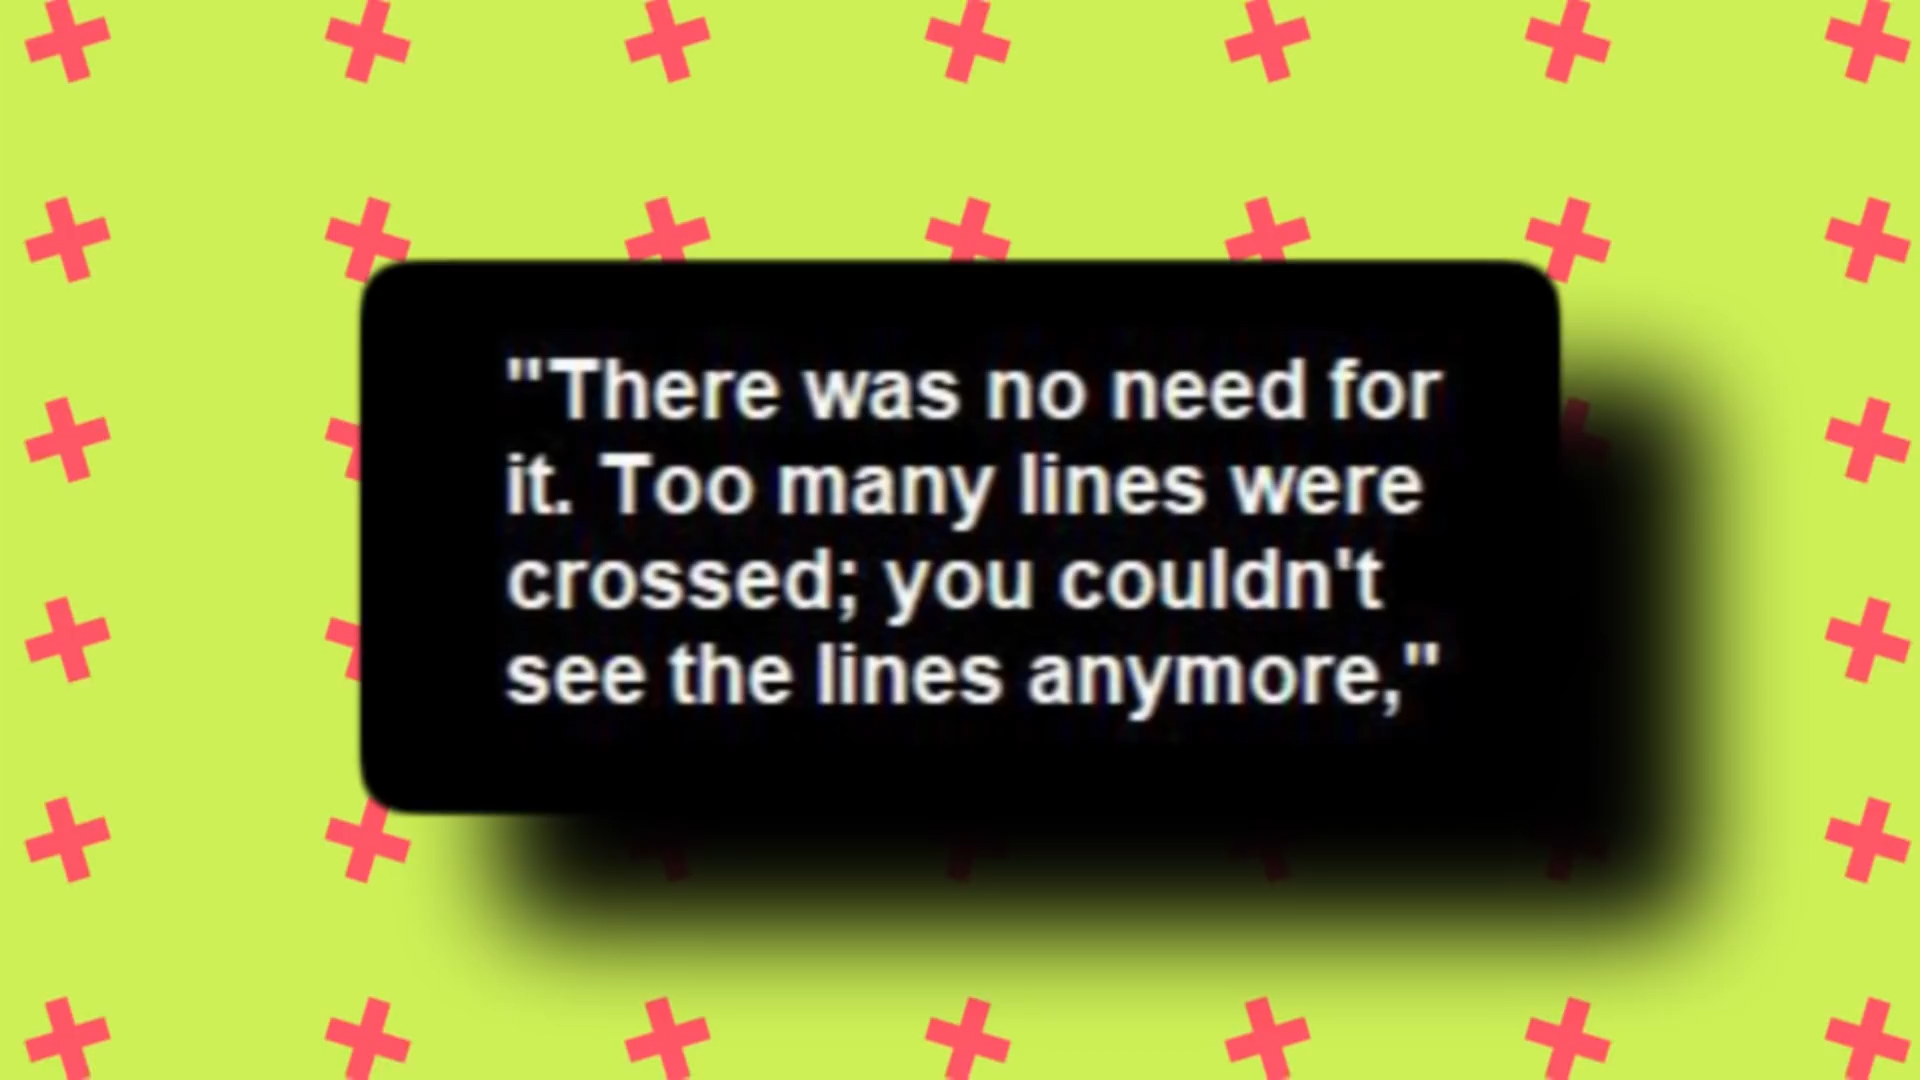 "There was no need for
it. Too many lines were
crossed; you couldn't
see the lines anymore,"